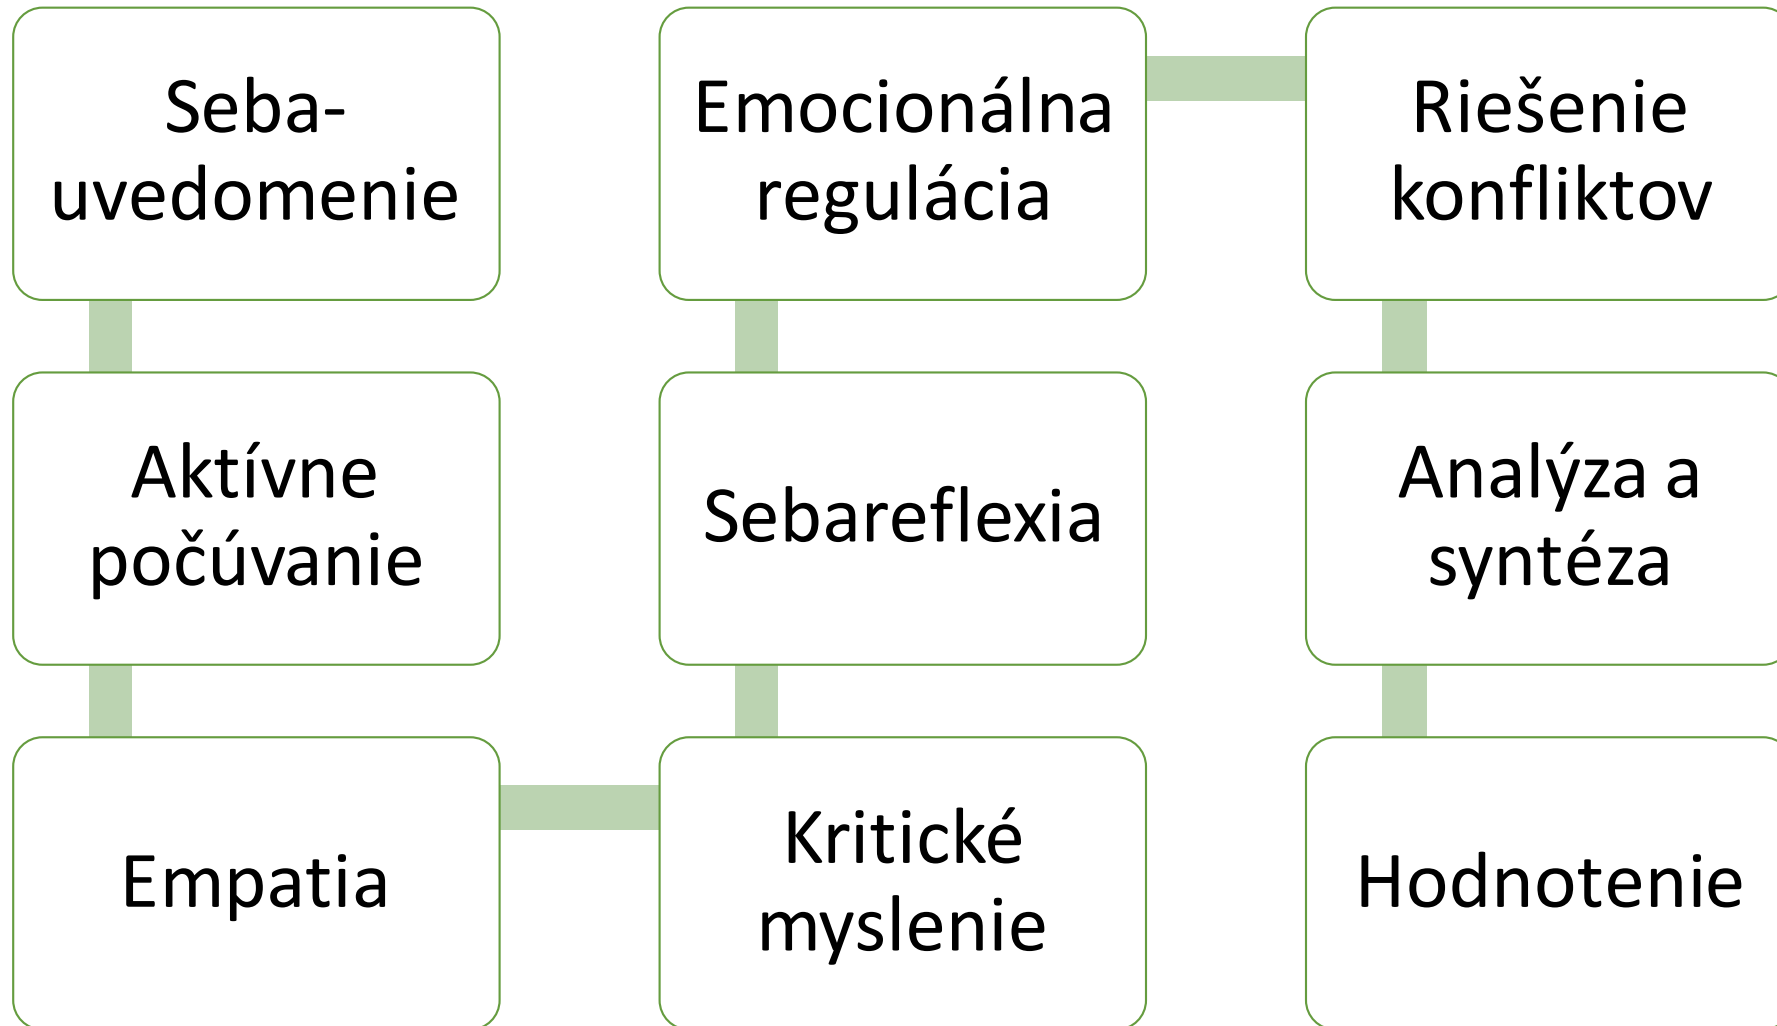 Seba-
uvedomenie
Aktívne
počúvanie
Empatia
Kritické
myslenie
Sebareflexia
Emocionálna
regulácia
Riešenie
konfliktov
Analýza a
syntéza
Hodnotenie